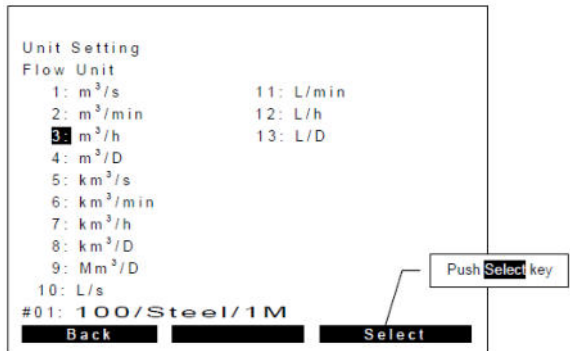 Unit Setting
Flow Unit
1: m³/s
2: m³/min
3: m³/h
4: m³/D
5: km³/s
6: km³/min
7: km³/h
8: km³/D
9: Mm³/D
10: L/s
11: L/min
12: L/h
13: L/D
#01: 100/Steel/1M
Back Select
Push Select key